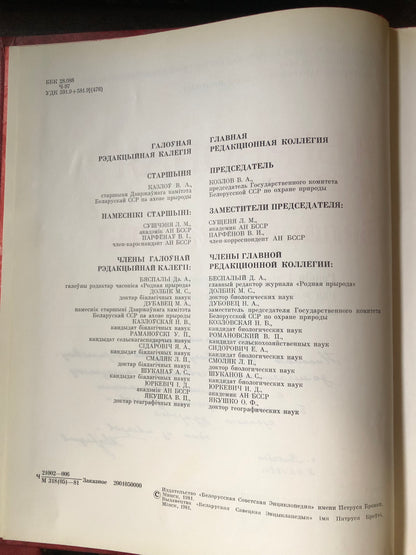 ББК 28.088
Ч-97
УДК 591.9+581.9](476)
ГАЛОЎНАЯ
РЭДАКЦЫЙНАЯ КАЛЕГІЯ
СТАРШЫНЯ
КАЗЛОЎ В. А.,
старшыня Дзяржаўнага камітэта
Беларускай ССР па ахове прыроды
НАМЕСНІКІ СТАРШЫНІ:
СУШЧЭНЯ Л. М.,
акадэмік АН БССР
ПАРФЁНАЎ В. І.,
член-карэспандэнт АН БССР
ЧЛЕНЫ ГАЛОЎНАЙ
РЭДАКЦЫЙНАЙ КАЛЕГІІ:
БЯСПАЛЫ Дз. А.,
галоўны рэдактар часопіса «Родная прырода»
ДОЛБІК М. С.,
доктар біялагічных навук
ДУБАВЕЦ М. А.,
намеснік старшыні Дзяржаўнага камітэта
Беларускай ССР па ахове прыроды
КАЗЛОЎСКАЯ Н. В.,
кандыдат біялагічных навук
РАМАНОЎСКІ У. П.,
кандыдат сельскагаспадарчых навук
СІДАРОВІЧ Я. А.,
кандыдат біялагічных навук
СМАЛЯК Л. П.,
доктар біялагічных навук
ШУКАНАЎ А. С.,
кандыдат біялагічных навук
ЮРКЕВІЧ І. Д.,
акадэмік АН БССР
ЯКУШКА В. П.,
доктар геаграфічных навук
ГЛАВНАЯ
РЕДАКЦИОННАЯ КОЛЛЕГИЯ
ПРЕДСЕДАТЕЛЬ
КОЗЛОВ В. А.,
председатель Государственного комитета
Белорусской ССР по охране природы
ЗАМЕСТИТЕЛИ ПРЕДСЕДАТЕЛЯ:
СУЩЕНЯ Л. М.,
академик АН БССР
ПАРФЁНОВ В. И.,
член-корреспондент АН БССР
ЧЛЕНЫ ГЛАВНОЙ
РЕДАКЦИОННОЙ КОЛЛЕГИИ:
БЕСПАЛЫЙ Д. А.,
главный редактор журнала «Родная прырода»
ДОЛБИК М. С.,
доктор биологических наук
ДУБОВЕЦ Н. А.,
заместитель председателя Государственного комитета
Белорусской ССР по охране природы
КОЗЛОВСКАЯ Н. В.,
кандидат биологических наук
РОМАНОВСКИЙ В. П.,
кандидат сельскохозяйственных наук
СИДОРОВИЧ Е. А.,
кандидат биологических наук
СМОЛЯК Л. П.,
доктор биологических наук
ШУКАНОВ А. С.,
кандидат биологических наук
ЮРКЕВИЧ И. Д.,
академик АН БССР
ЯКУШКО О. Ф.,
доктор географических наук
Ч 21002—006
М 318(05)—81 Заказное 2001050000
© Издательство «Белорусская Советская Энциклопедия» имени Петруся Бровки,
Минск, 1981.
© Выдавецтва «Беларуская Савецкая Энцыклапедыя» імя Петруся Броўкі,
Мінск, 1981.